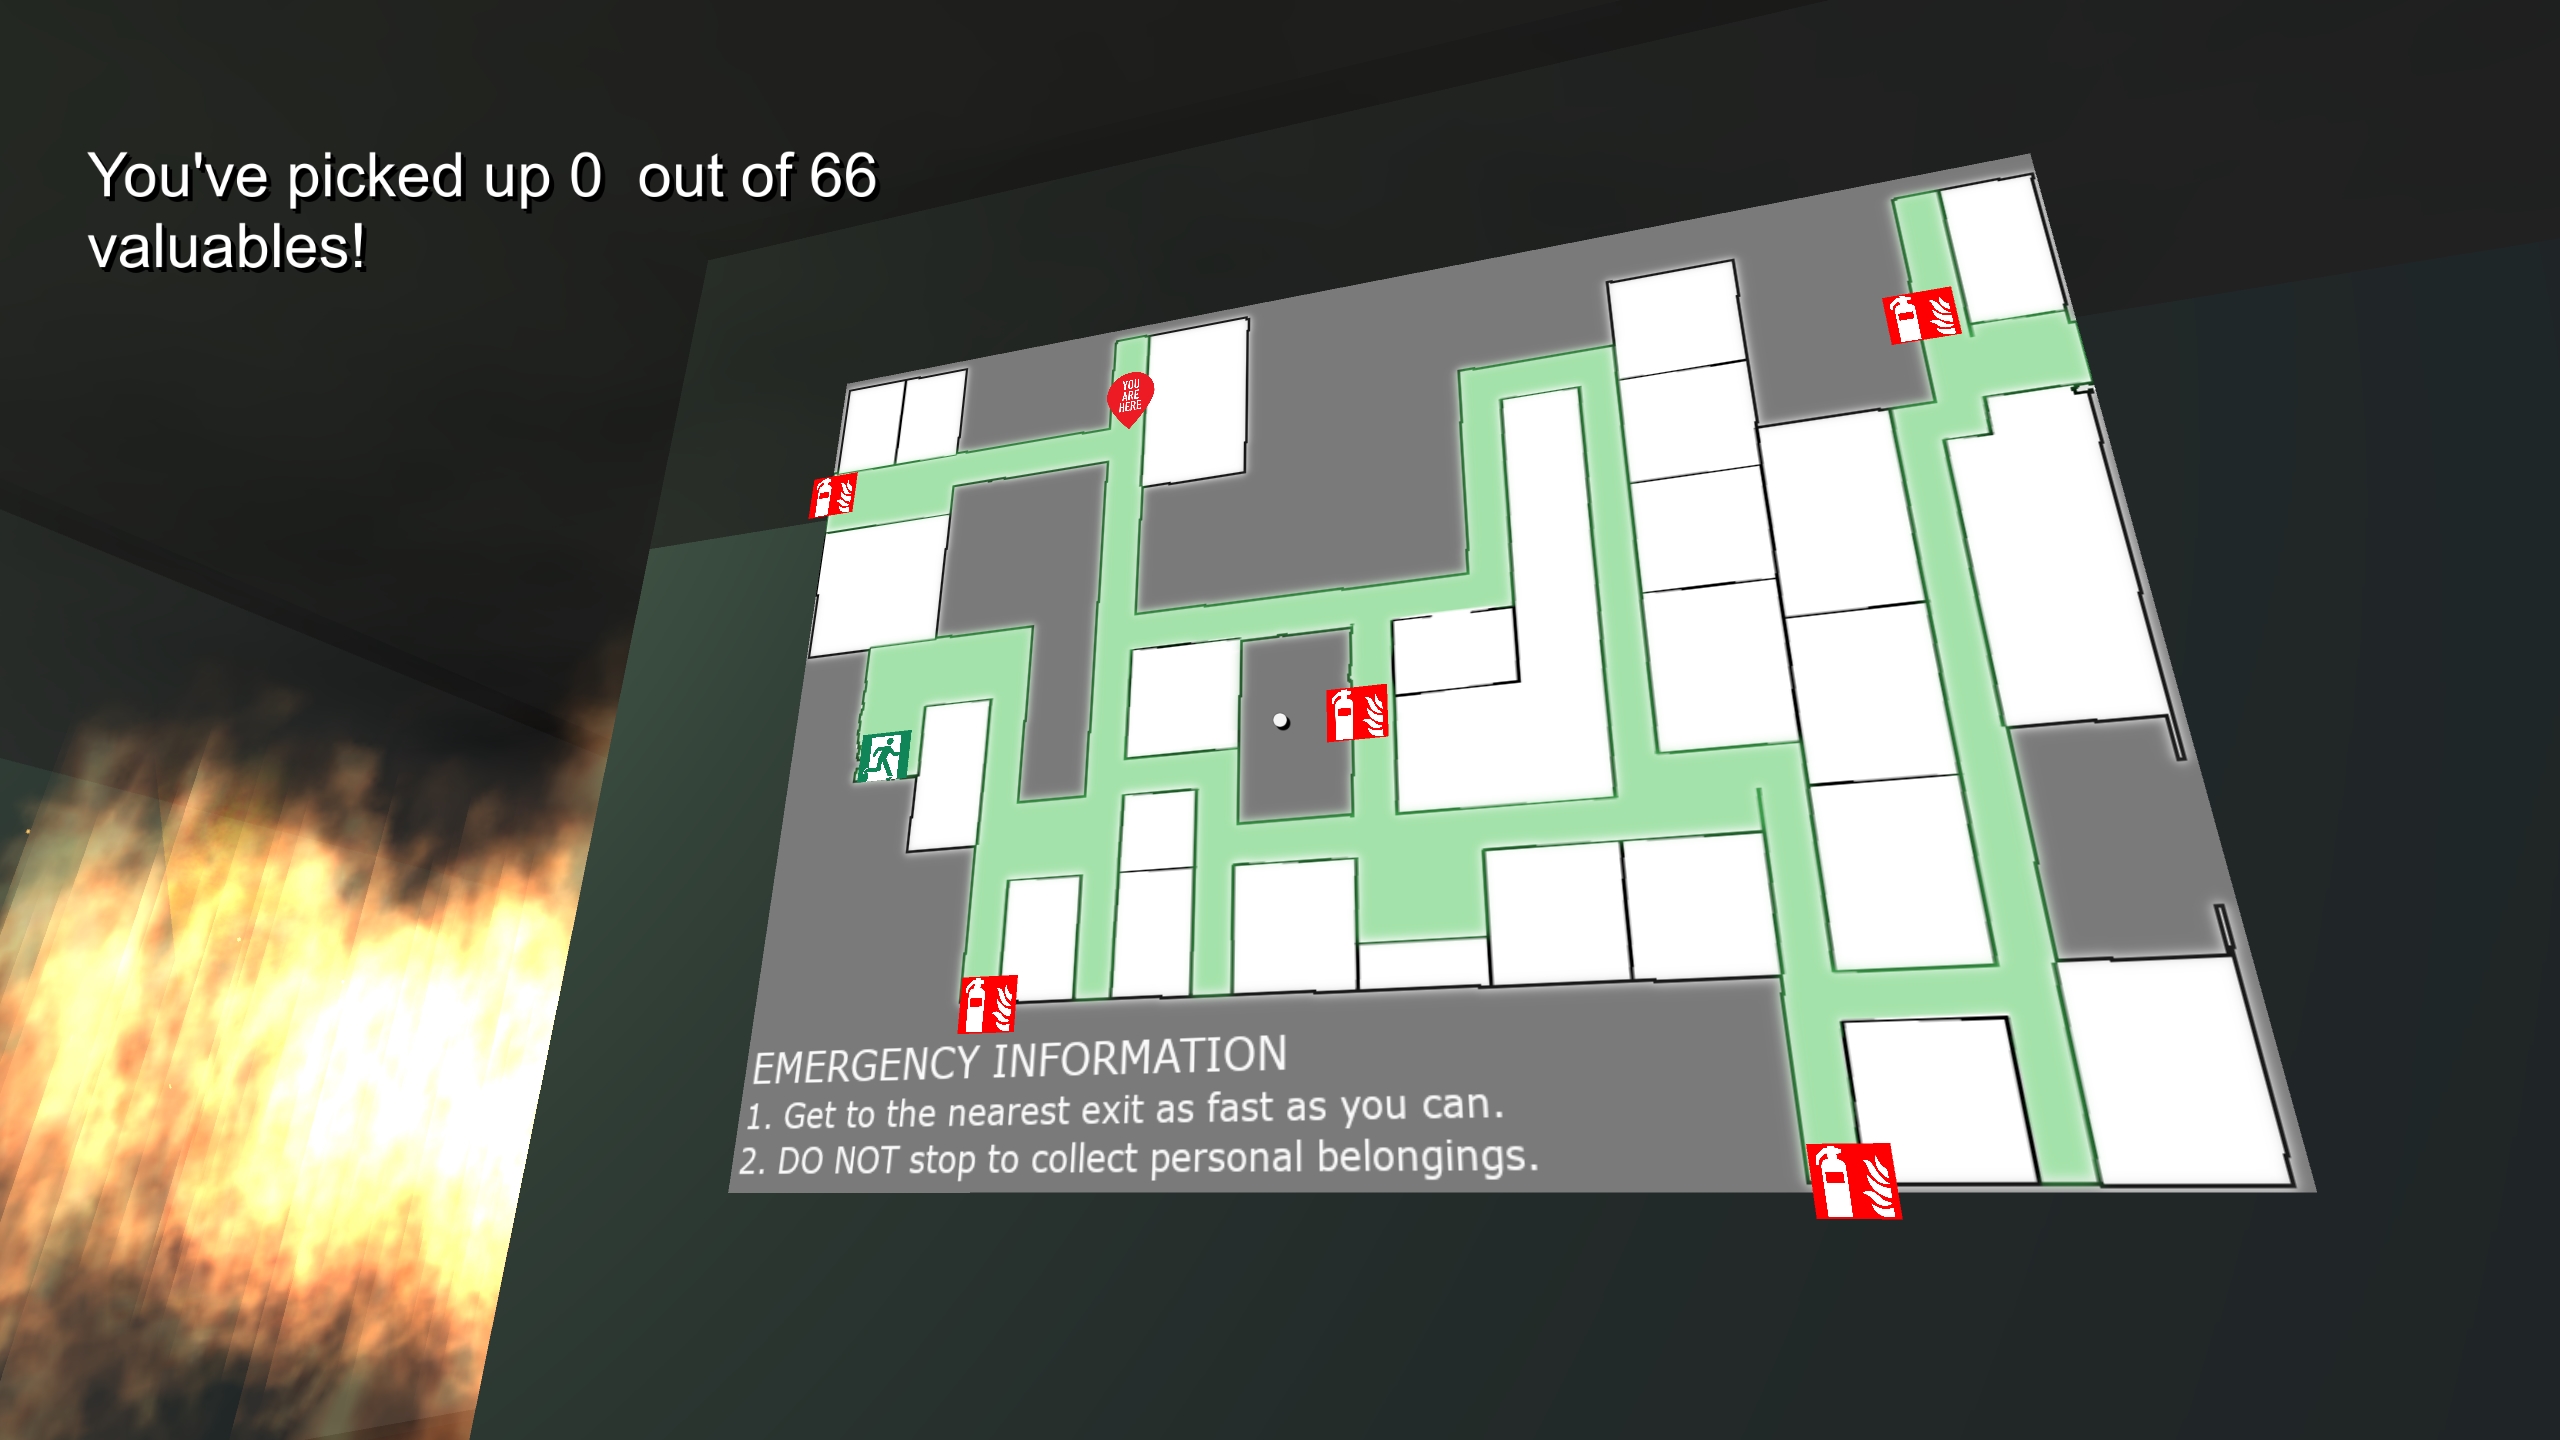 You've picked up 0  out of 66
valuables!
YOU
ARE
HERE
EMERGENCY INFORMATION
1. Get to the nearest exit as fast as you can.
2. DO NOT stop to collect personal belongings.